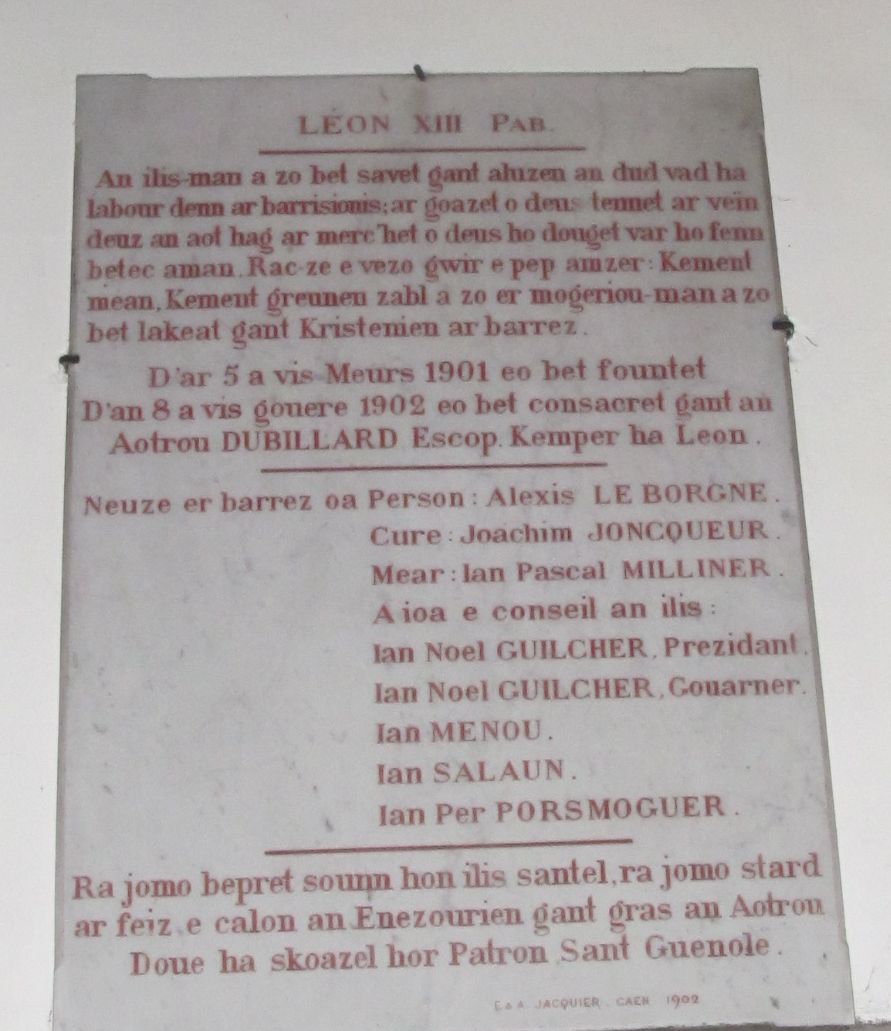 LÉON XIII PAB.
An ilis-man a zo bet savet gant aluzen an dud vad ha
labour denn ar barrisionis; ar goazet o deus tennet ar vein
deuz an aot hag ar merc'het o deus ho douget var ho fenn
betec aman. Rac-ze e vezo gwir e pep amzer: Kement
mean, Kement greunen zabl a zo er mogeriou-man a zo
bet lakeat gant Kristenien ar barrez.
D'ar 5 a vis Meurs 1901 eo bet fountet
D'an 8 a vis gouere 1902 eo bet consacret gant an
Aotrou DUBILLARD Escop. Kemper ha Leon.
Neuze er barrez oa Person: Alexis LE BORGNE.
Cure: Joachim JONCQUEUR.
Mear: Ian Pascal MILLINER.
A ioa e conseil an ilis:
Ian Noel GUILCHER, Prezidant.
Ian Noel GUILCHER, Gouarner.
Ian MENOU.
Ian SALAUN.
Ian Per PORSMOGUER.
Ra jomo bepret sounn hon ilis santel, ra jomo stard
ar feiz e calon an Enezourien gant gras an Aotrou
Doue ha skoazel hor Patron Sant Guenole.
E & A JACQUIER. CAEN 1902